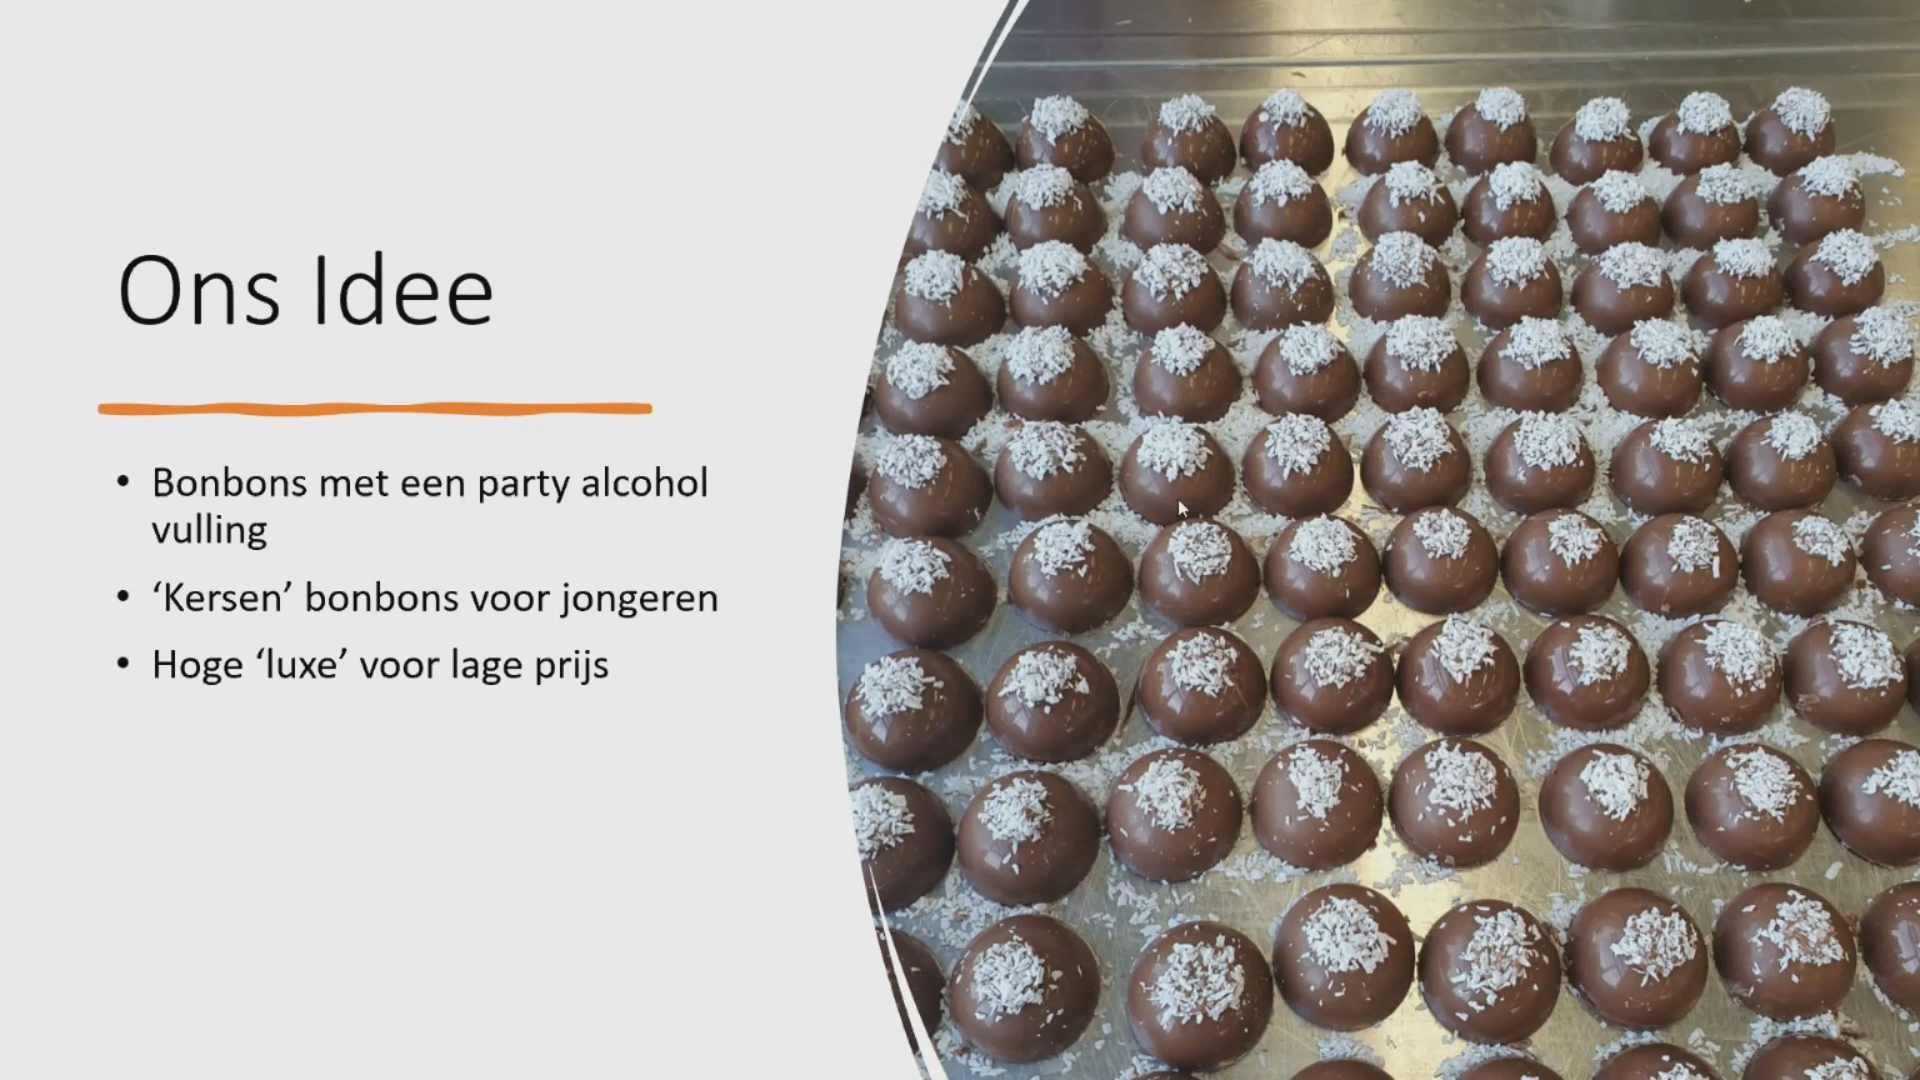 Ons Idee
• Bonbons met een party alcohol
vulling
• ‘Kersen’ bonbons voor jongeren
• Hoge ‘luxe’ voor lage prijs